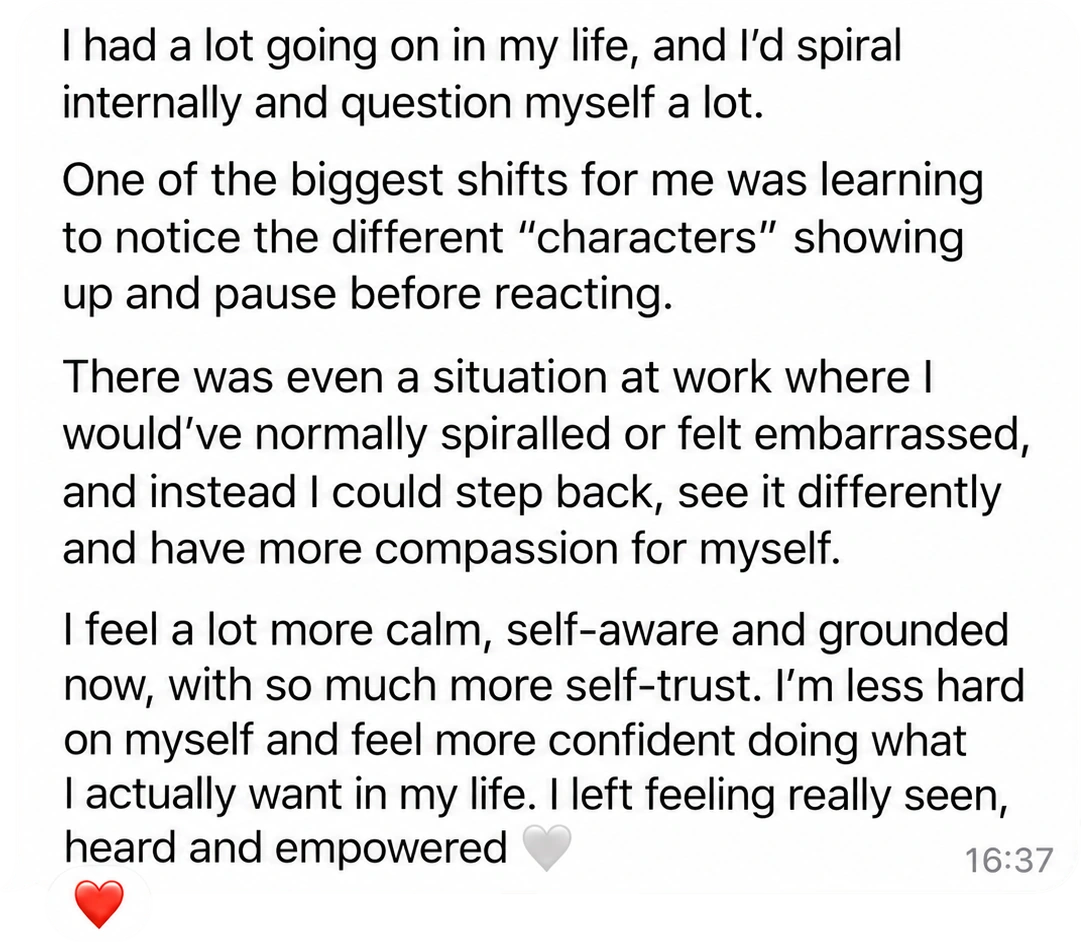 I had a lot going on in my life, and I’d spiral
internally and question myself a lot.
One of the biggest shifts for me was learning
to notice the different “characters” showing
up and pause before reacting.
There was even a situation at work where I
would’ve normally spiralled or felt embarrassed,
and instead I could step back, see it differently
and have more compassion for myself.
I feel a lot more calm, self-aware and grounded
now, with so much more self-trust. I’m less hard
on myself and feel more confident doing what
I actually want in my life. I left feeling really seen,
heard and empowered 🤍
16:37
❤️